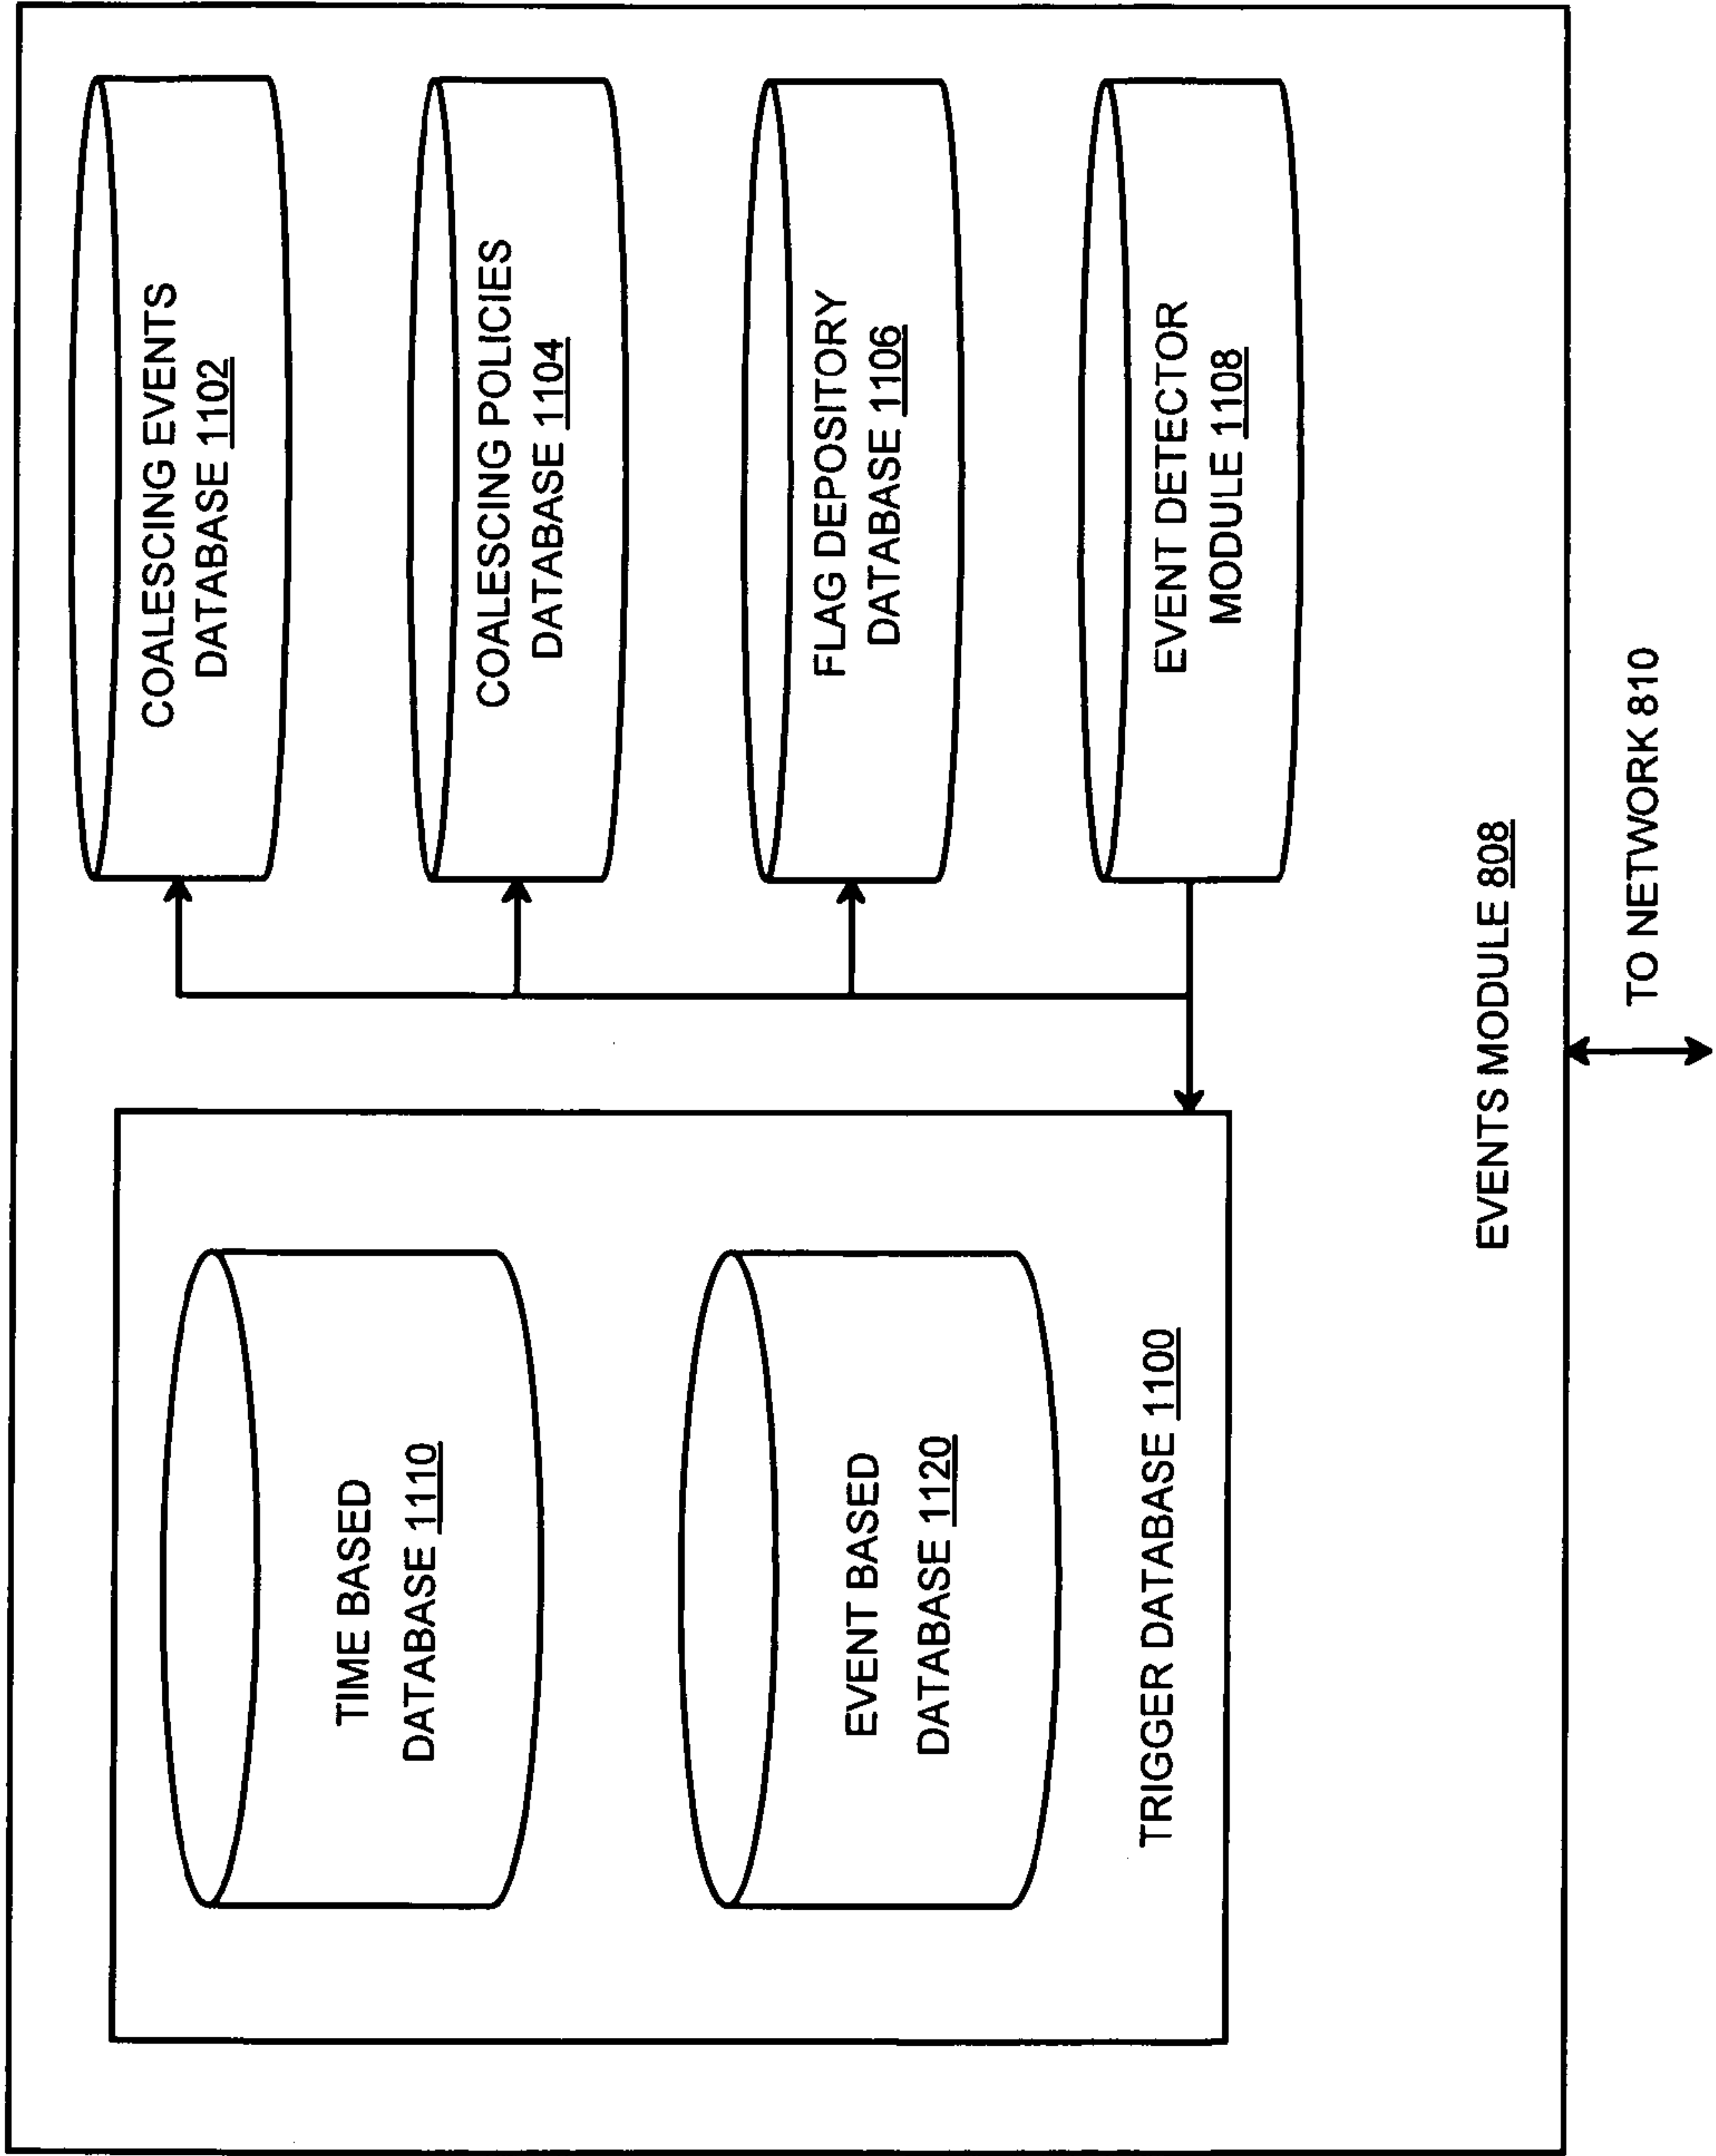 TIME BASED
DATABASE 1110
EVENT BASED
DATABASE 1120
TRIGGER DATABASE 1100
COALESCING EVENTS
DATABASE 1102
COALESCING POLICIES
DATABASE 1104
FLAG DEPOSITORY
DATABASE 1106
EVENT DETECTOR
MODULE 1108
EVENTS MODULE 808
TO NETWORK 810